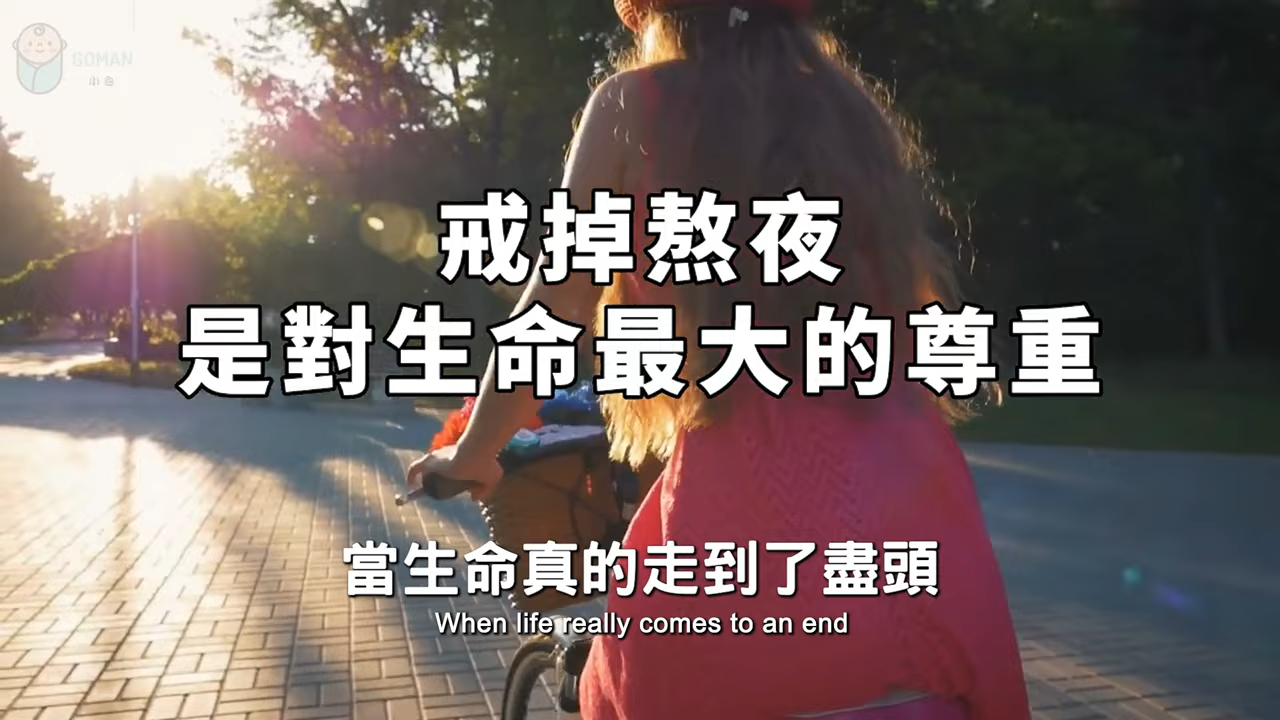 GOMAN
戒掉熬夜
是對生命最大的尊重
當生命真的走到了盡頭
When life really comes to an end